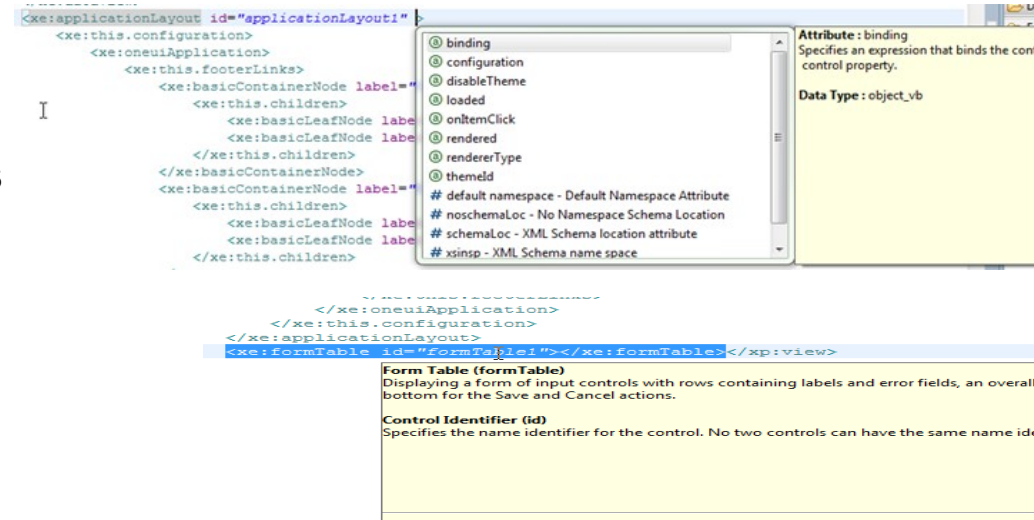 <xe:applicationLayout id="applicationLayout1" >
<xe:this.configuration>
<xe:oneuiApplication>
<xe:this.footerLinks>
<xe:basicContainerNode label="
<xe:this.children>
<xe:basicLeafNode labe
<xe:basicLeafNode labe
</xe:this.children>
</xe:basicContainerNode>
<xe:basicContainerNode label="
<xe:this.children>
<xe:basicLeafNode labe
<xe:basicLeafNode labe
</xe:this.children>
binding
configuration
disableTheme
loaded
onItemClick
rendered
rendererType
themeId
# default namespace - Default Namespace Attribute
# noschemaLoc - No Namespace Schema Location
# schemaLoc - XML Schema location attribute
# xsinsp - XML Schema name space
Attribute : binding
Specifies an expression that binds the con
control property.
Data Type : object_vb
</xe:oneuiApplication>
</xe:this.configuration>
</xe:applicationLayout>
<xe:formTable id="formTable1"></xe:formTable></xp:view>
Form Table (formTable)
Displaying a form of input controls with rows containing labels and error fields, an overall
bottom for the Save and Cancel actions.
Control Identifier (id)
Specifies the name identifier for the control. No two controls can have the same name ide